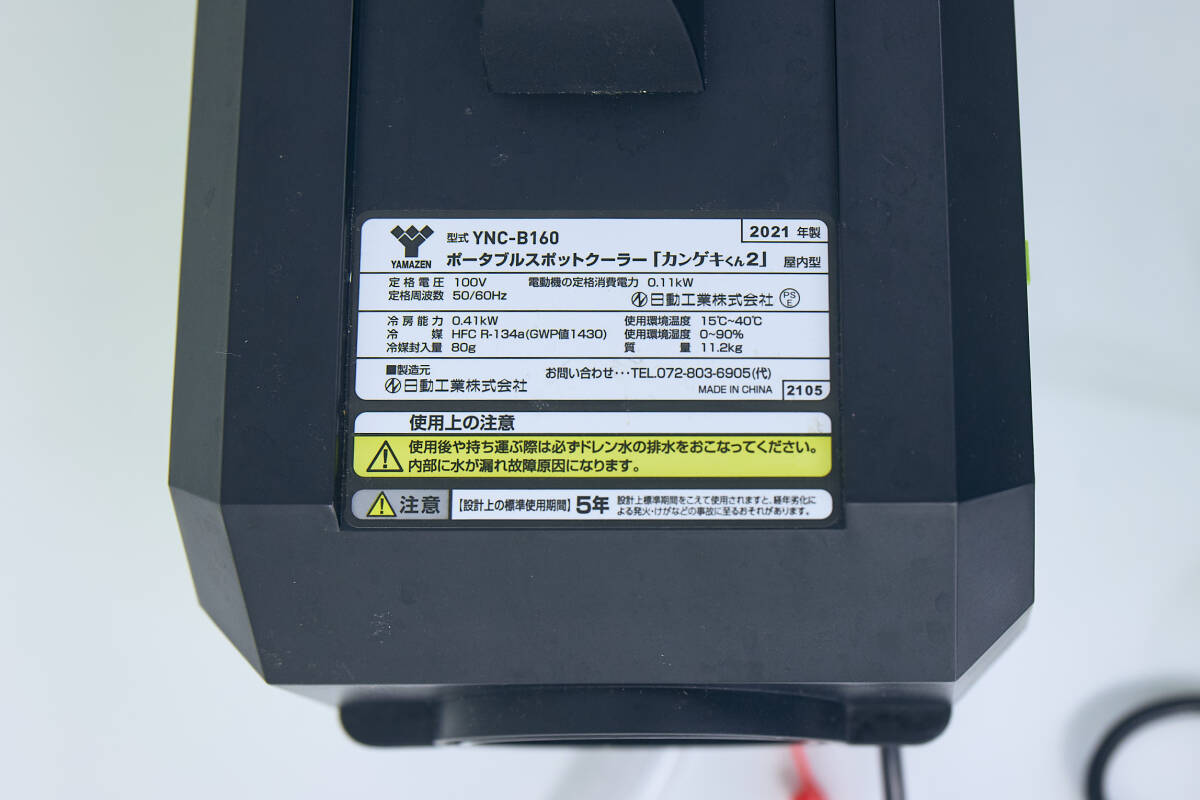 型式 YNC-B160
2021 年製
YAMAZEN
ポータブルスポットクーラー「カンゲキくん2」 屋内型
定格電圧 100V 電動機の定格消費電力 0.11kW
定格周波数 50/60Hz 日動工業株式会社 PSE
冷房能力 0.41kW 使用環境温度 15℃~40℃
冷媒 HFC R-134a(GWP値1430) 使用環境湿度 0~90%
冷媒封入量 80g 質量 11.2kg
■製造元 お問い合わせ･･･TEL.072-803-6905(代)
日動工業株式会社 MADE IN CHINA 2105
使用上の注意
使用後や持ち運ぶ際は必ずドレン水の排水をおこなってください。
内部に水が漏れ故障原因になります。
注意 【設計上の標準使用期間】 5年 設計上標準期間をこえて使用されますと、経年劣化に
よる発火・けがなどの事故に至るおそれがあります。